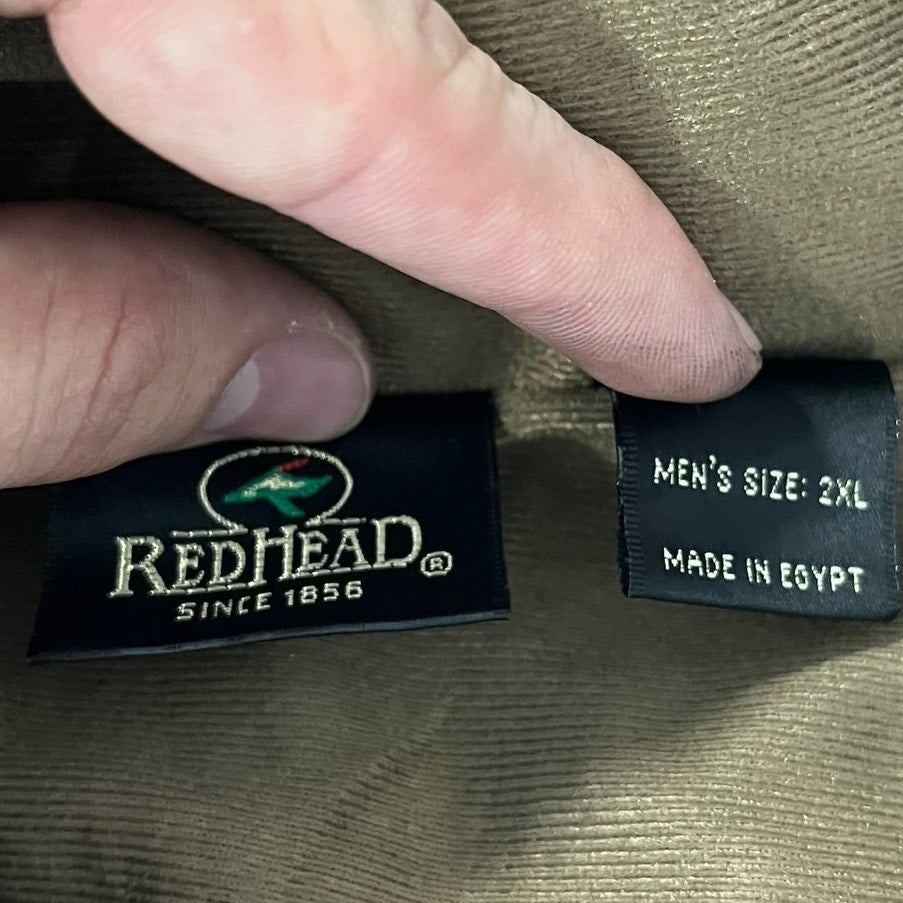 REDHEAD®
SINCE 1856
MEN'S SIZE: 2XL
MADE IN EGYPT